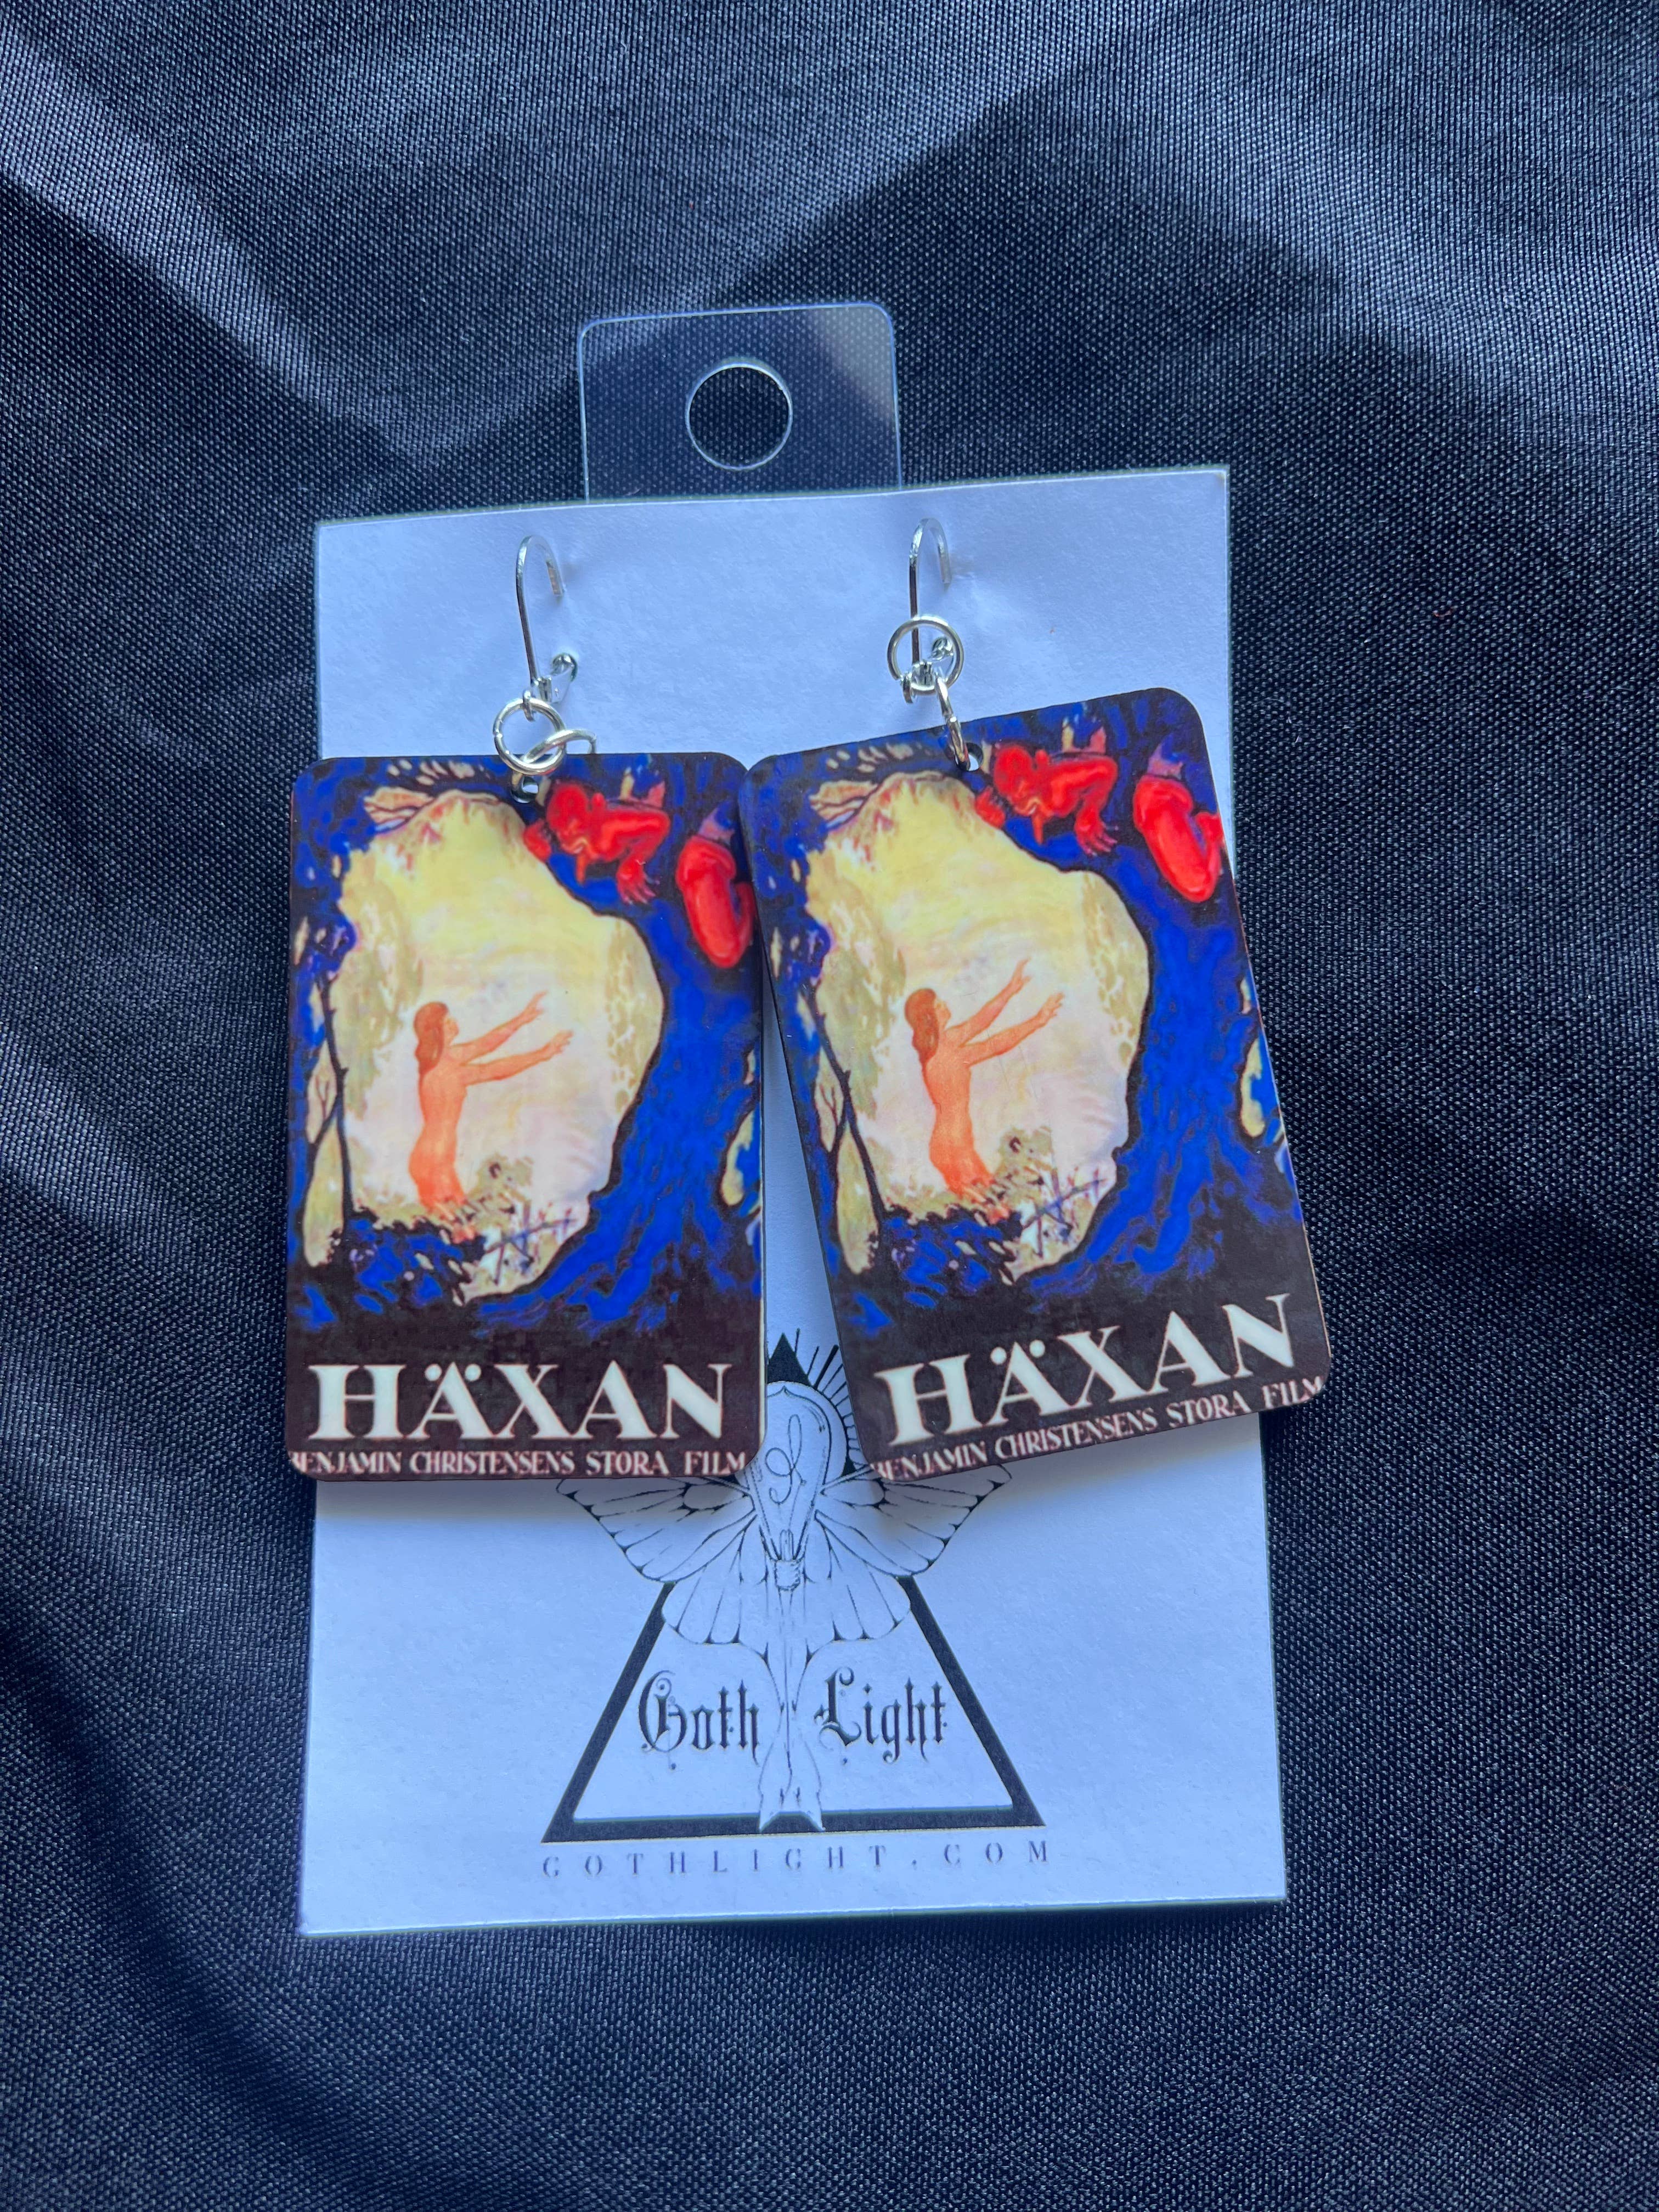 HÄXAN
BENJAMIN CHRISTENSENS STORA FILM
HÄXAN
BENJAMIN CHRISTENSENS STORA FILM
Goth Light
GOTHLIGHT.COM